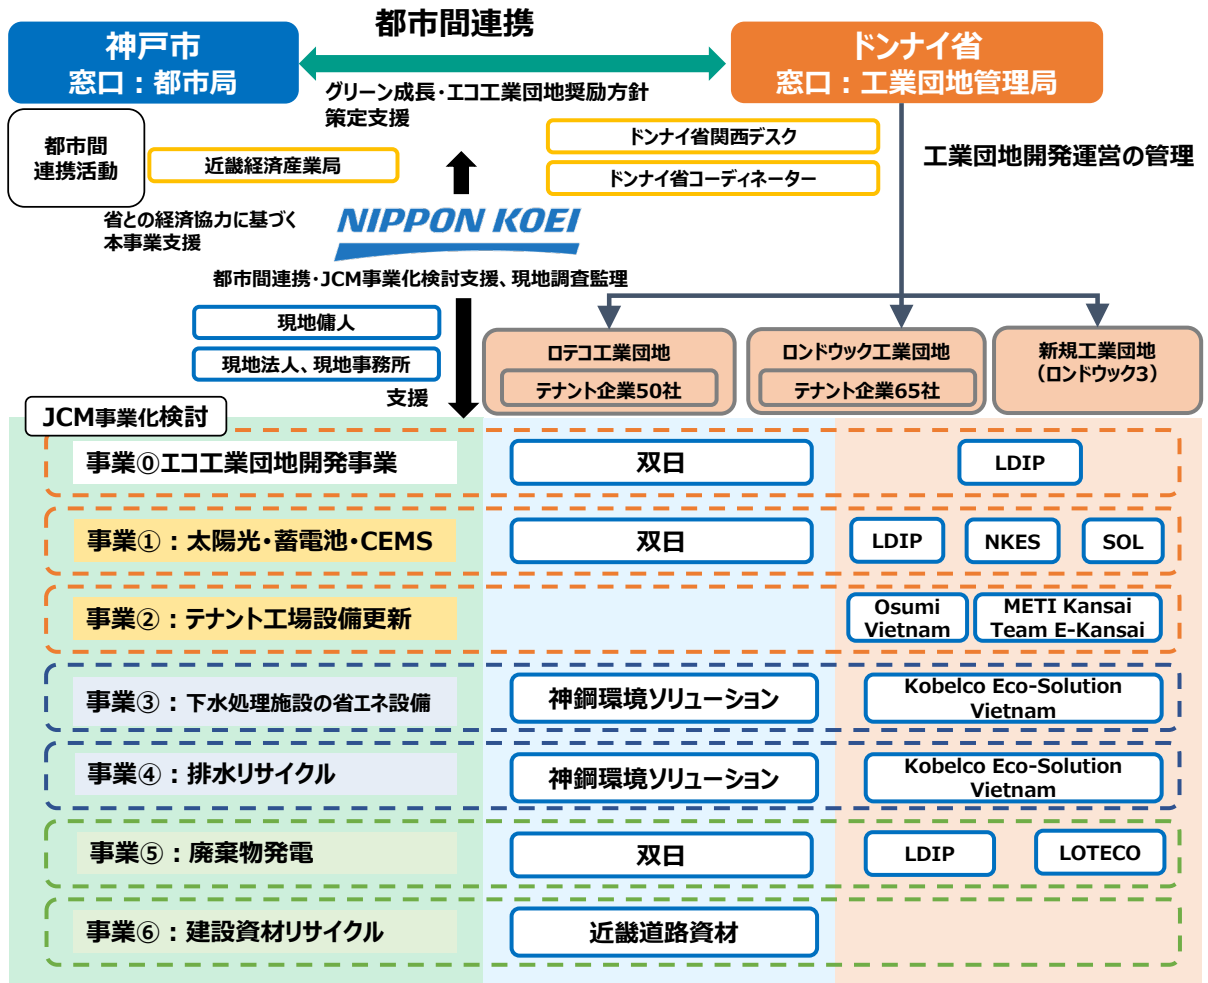 都市間連携
神戸市
窓口：都市局
ドンナイ省
窓口：工業団地管理局
グリーン成長・エコ工業団地奨励方針
策定支援
都市間
連携活動
近畿経済産業局
ドンナイ省関西デスク
ドンナイ省コーディネーター
工業団地開発運営の管理
省との経済協力に基づく
本事業支援
NIPPON KOEI
都市間連携・JCM事業化検討支援、現地調査監理
現地傭人
現地法人、現地事務所
支援
ロテコ工業団地
テナント企業50社
ロンドウック工業団地
テナント企業65社
新規工業団地
（ロンドウック3）
JCM事業化検討
事業⓪エコ工業団地開発事業
双日
LDIP
事業①：太陽光・蓄電池・CEMS
双日
LDIP
NKES
SOL
事業②：テナント工場設備更新
Osumi
Vietnam
METI Kansai
Team E-Kansai
事業③：下水処理施設の省エネ設備
神鋼環境ソリューション
Kobelco Eco-Solution
Vietnam
事業④：排水リサイクル
神鋼環境ソリューション
Kobelco Eco-Solution
Vietnam
事業⑤：廃棄物発電
双日
LDIP
LOTECO
事業⑥：建設資材リサイクル
近畿道路資材